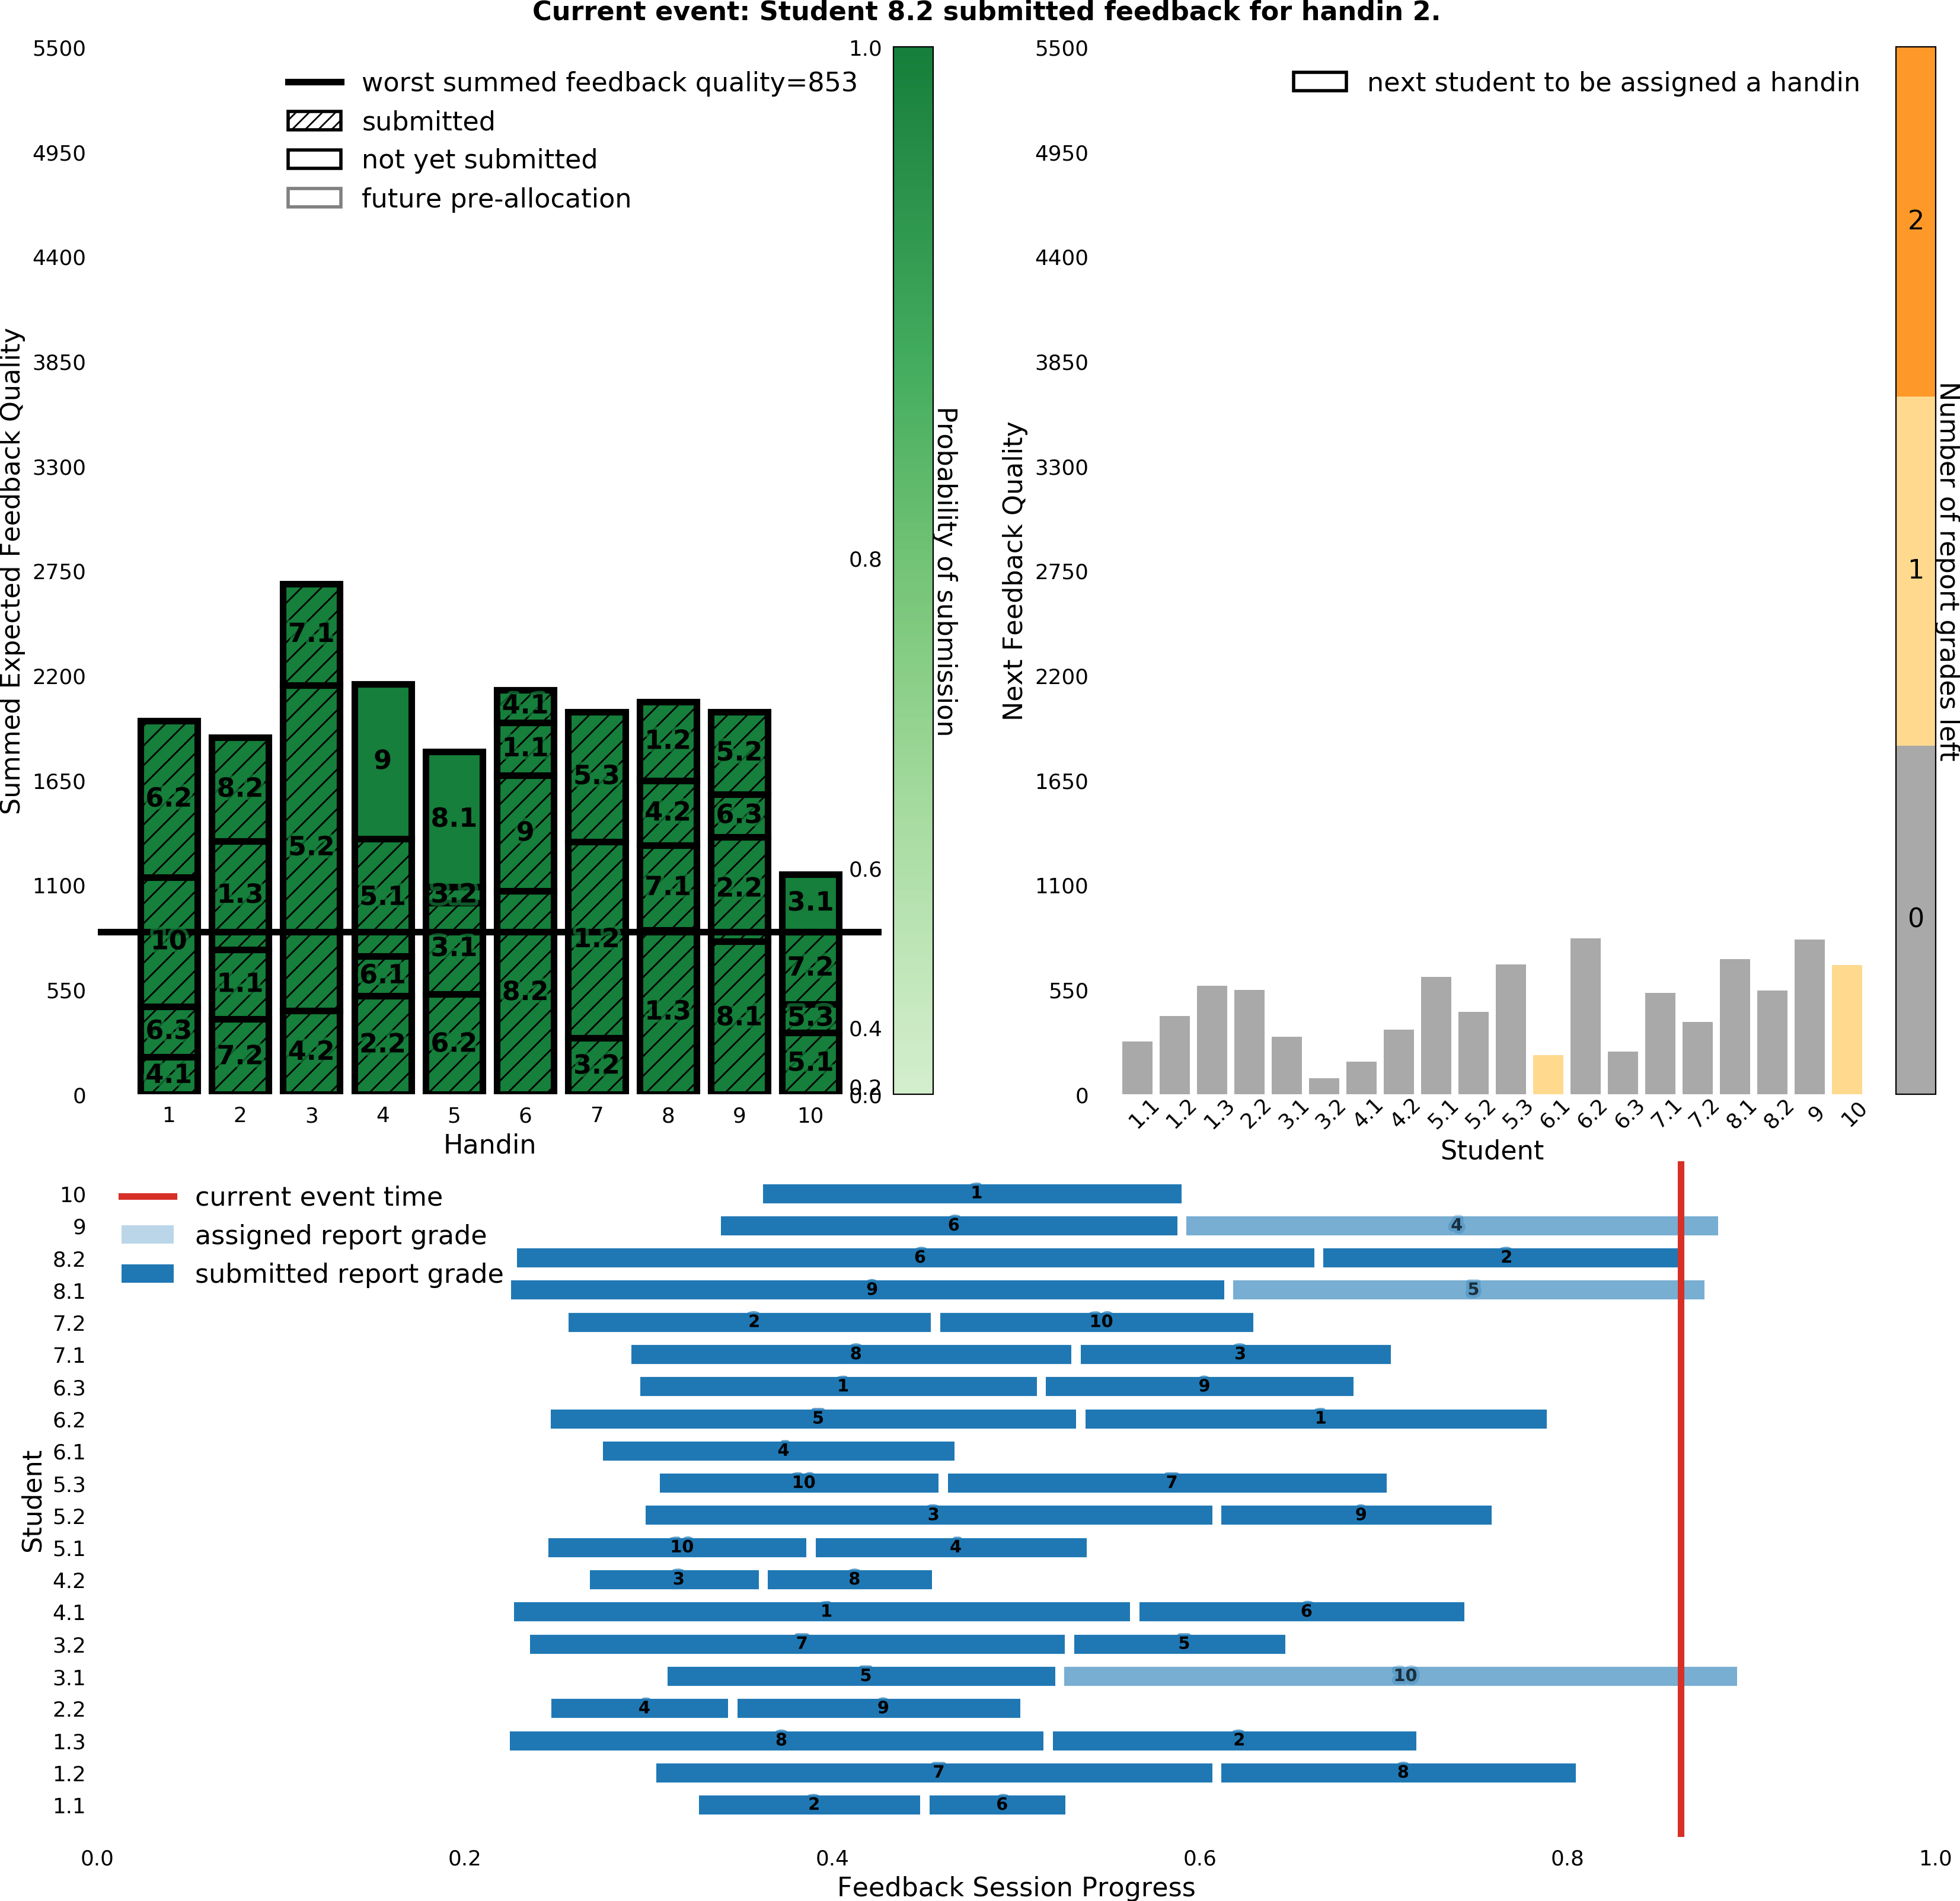 Current event: Student 8.2 submitted feedback for handin 2.
Summed Expected Feedback Quality
5500
4950
4400
3850
3300
2750
2200
1650
1100
550
0
worst summed feedback quality=853
submitted
not yet submitted
future pre-allocation
6.2
10
6.3
4.1
8.2
1.3
1.1
7.2
7.1
5.2
4.2
9
5.1
6.1
2.2
8.1
3.2
3.1
6.2
4.1
1.1
9
8.2
5.3
1.2
3.2
1.2
4.2
7.1
1.3
5.2
6.3
2.2
8.1
3.1
7.2
5.3
5.1
1 2 3 4 5 6 7 8 9 10
Handin
1.0
0.8
0.6
0.4
0.2
0.0
Probability of submission
Next Feedback Quality
5500
4950
4400
3850
3300
2750
2200
1650
1100
550
0
next student to be assigned a handin
1.1 1.2 1.3 2.2 3.1 3.2 4.1 4.2 5.1 5.2 5.3 6.1 6.2 6.3 7.1 7.2 8.1 8.2 9 10
Student
2
1
0
Number of report grades left
current event time
assigned report grade
submitted report grade
Student
10 1
9 6 4
8.2 6 2
8.1 9 5
7.2 2 10
7.1 8 3
6.3 1 9
6.2 5 1
6.1 4
5.3 10 7
5.2 3 9
5.1 10 4
4.2 3 8
4.1 1 6
3.2 7 5
3.1 5 10
2.2 4 9
1.3 8 2
1.2 7 8
1.1 2 6
0.0 0.2 0.4 0.6 0.8 1.0
Feedback Session Progress